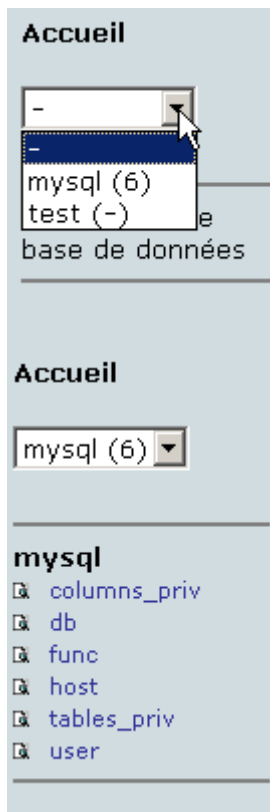 Accueil
-
-
mysql (6)
test (-)
e
base de données
Accueil
mysql (6)
mysql
columns_priv
db
func
host
tables_priv
user